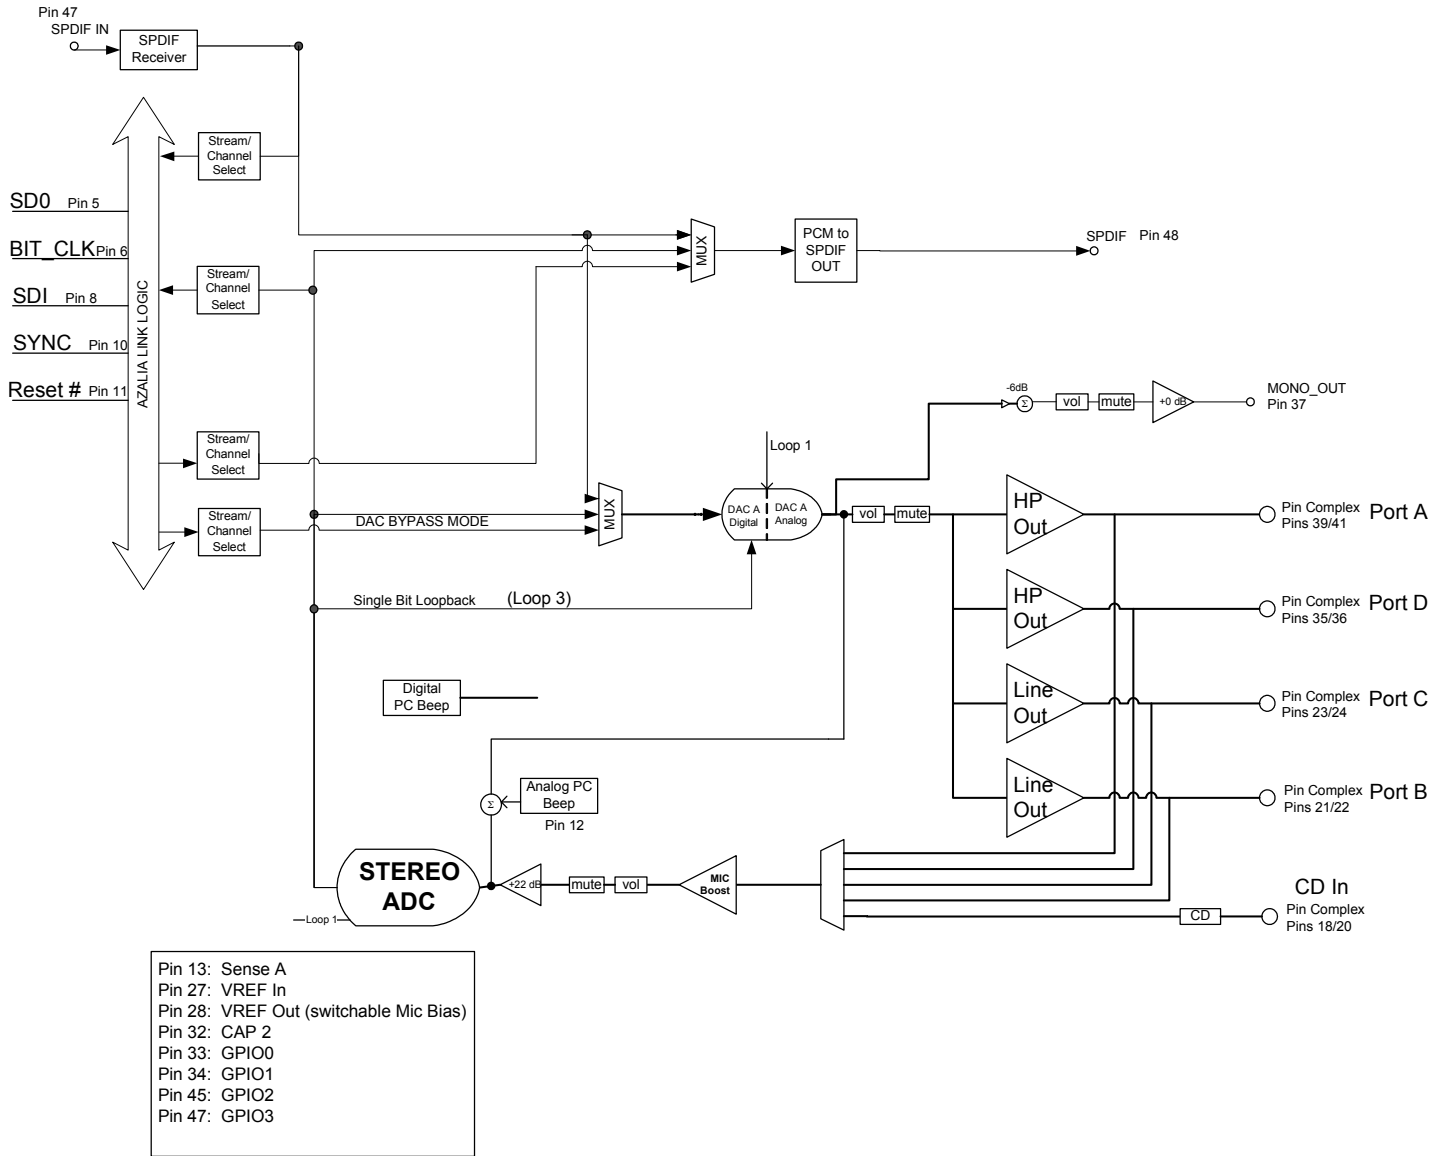 Pin 47
SPDIF IN
SPDIF
Receiver
Stream/
Channel
Select
SD0 Pin 5
BIT_CLK Pin 6
SDI Pin 8
SYNC Pin 10
Reset # Pin 11
AZALIA LINK LOGIC
Stream/
Channel
Select
MUX
PCM to
SPDIF
OUT
SPDIF Pin 48
-6dB
Σ
vol
mute
+0 dB
MONO_OUT
Pin 37
Stream/
Channel
Select
Stream/
Channel
Select
DAC BYPASS MODE
MUX
Loop 1
DAC A
Digital
DAC A
Analog
vol
mute
HP
Out
Pin Complex
Pins 39/41
Port A
Single Bit Loopback (Loop 3)
HP
Out
Pin Complex
Pins 35/36
Port D
Digital
PC Beep
Line
Out
Pin Complex
Pins 23/24
Port C
Σ
Analog PC
Beep
Pin 12
Line
Out
Pin Complex
Pins 21/22
Port B
STEREO
ADC
Loop 1
+22 dB
mute
vol
MIC
Boost
CD
CD In
Pin Complex
Pins 18/20
Pin 13: Sense A
Pin 27: VREF In
Pin 28: VREF Out (switchable Mic Bias)
Pin 32: CAP 2
Pin 33: GPIO0
Pin 34: GPIO1
Pin 45: GPIO2
Pin 47: GPIO3